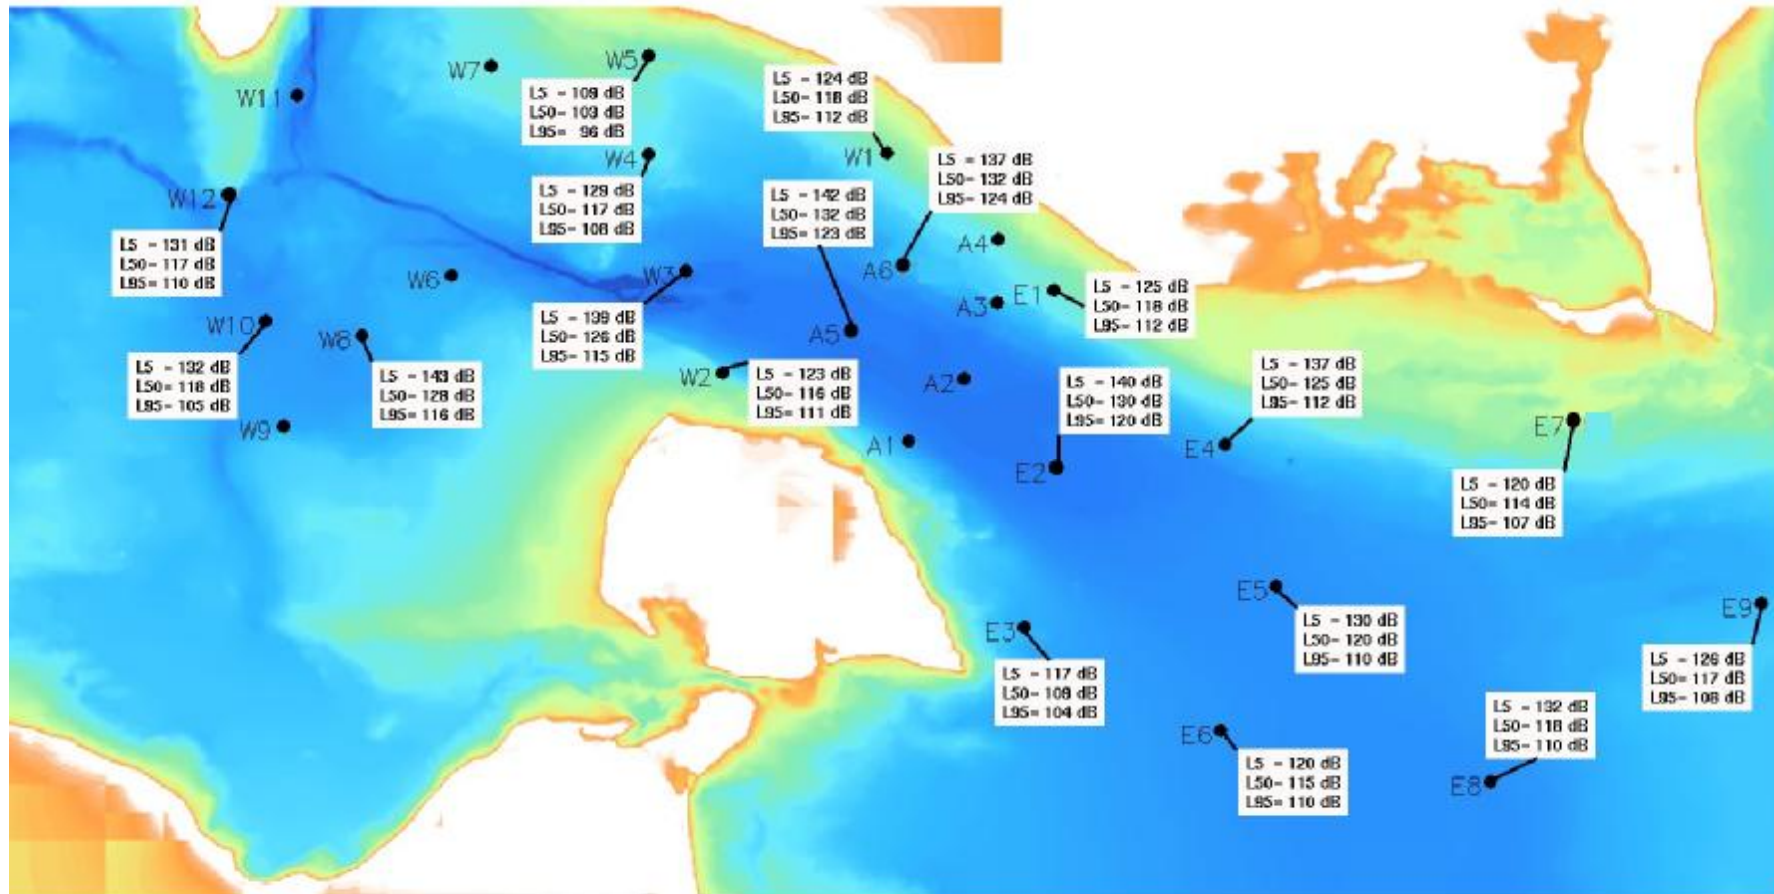 W7
W5
L5 = 109 dB
L50= 103 dB
L95= 96 dB
W11
L5 = 124 dB
L50= 118 dB
L95= 112 dB
W1
W4
L5 = 129 dB
L50= 117 dB
L95= 108 dB
L5 = 137 dB
L50= 132 dB
L95= 124 dB
A6
L5 = 142 dB
L50= 132 dB
L95= 123 dB
A5
W12
L5 = 131 dB
L50= 117 dB
L95= 110 dB
A4
W6
W3
L5 = 139 dB
L50= 126 dB
L95= 115 dB
A3
E1
L5 = 125 dB
L50= 118 dB
L95= 112 dB
W10
L5 = 132 dB
L50= 118 dB
L95= 105 dB
W8
L5 = 143 dB
L50= 128 dB
L95= 116 dB
W2
L5 = 123 dB
L50= 116 dB
L95= 111 dB
A2
L5 = 140 dB
L50= 130 dB
L95= 120 dB
E2
L5 = 137 dB
L50= 125 dB
L95= 112 dB
E4
W9
A1
E7
L5 = 120 dB
L50= 114 dB
L95= 107 dB
E5
L5 = 130 dB
L50= 120 dB
L95= 110 dB
E9
L5 = 126 dB
L50= 117 dB
L95= 108 dB
E3
L5 = 117 dB
L50= 109 dB
L95= 104 dB
L5 = 132 dB
L50= 118 dB
L95= 110 dB
E8
E6
L5 = 120 dB
L50= 115 dB
L95= 110 dB